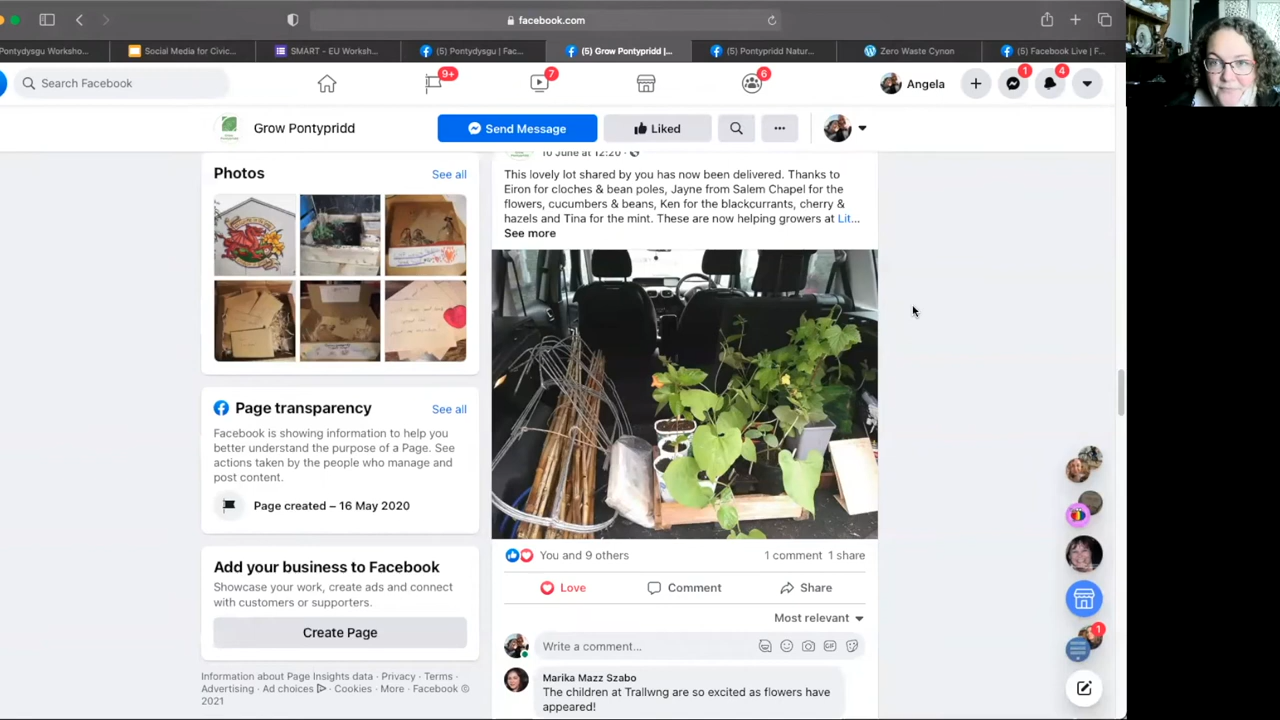 facebook.com
Pontydysgu Worksho...
Social Media for Civic...
SMART - EU Worksh...
(5) Pontydysgu | Fac...
(5) Grow Pontypridd |...
(5) Pontypridd Natur...
Zero Waste Cynon
(5) Facebook Live | F...
Search Facebook
9+
7
6
Angela
1
4
Grow Pontypridd
Send Message
Liked
Photos
See all
10 June at 12:20
This lovely lot shared by you has now been delivered. Thanks to
Eiron for cloches & bean poles, Jayne from Salem Chapel for the
flowers, cucumbers & beans, Ken for the blackcurrants, cherry &
hazels and Tina for the mint. These are now helping growers at Lit...
See more
Page transparency
See all
Facebook is showing information to help you
better understand the purpose of a Page. See
actions taken by the people who manage and
post content.
Page created – 16 May 2020
Add your business to Facebook
Showcase your work, create ads and connect
with customers or supporters.
Create Page
Information about Page Insights data · Privacy · Terms ·
Advertising · Ad choices · Cookies · More · Facebook ©
2021
You and 9 others
1 comment 1 share
Love
Comment
Share
Most relevant
Write a comment...
GIF
Marika Mazz Szabo
The children at Trallwng are so excited as flowers have
appeared!
1